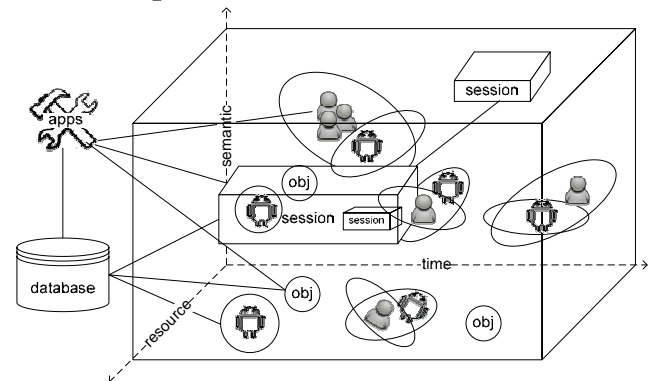 session
apps
semantic
obj
session
session
time
database
obj
resource
obj